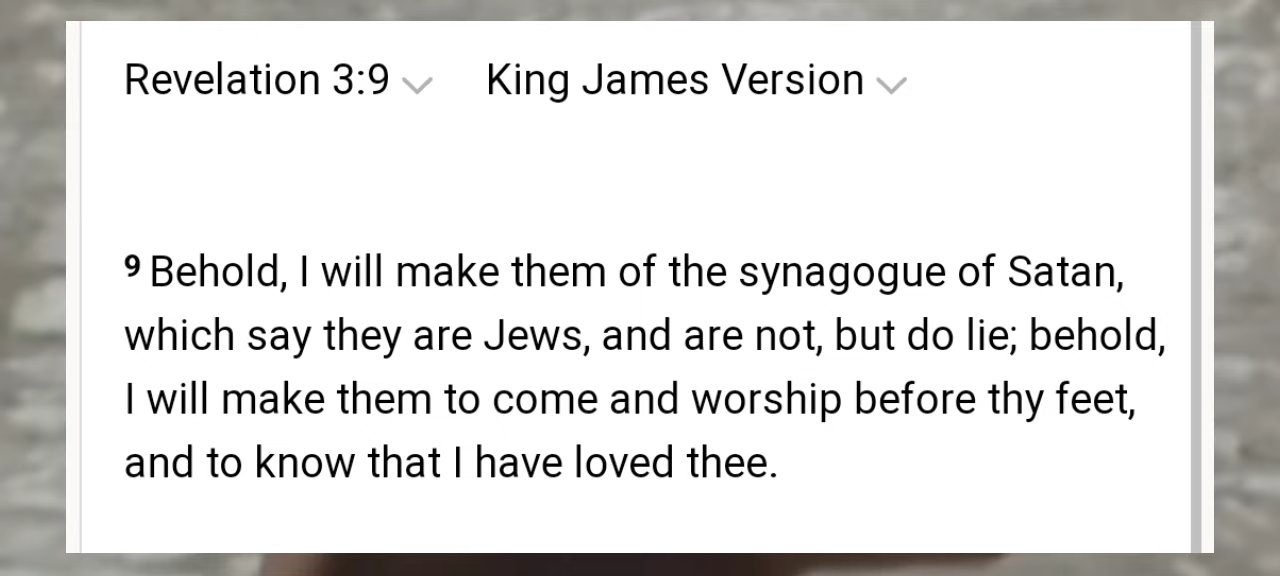 Revelation 3:9 King James Version
9 Behold, I will make them of the synagogue of Satan,
which say they are Jews, and are not, but do lie; behold,
I will make them to come and worship before thy feet,
and to know that I have loved thee.